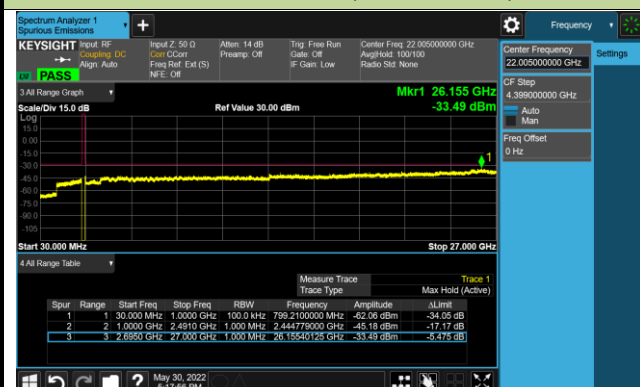 Spectrum Analyzer 1
Spurious Emissions
Frequency
KEYSIGHT Input: RF Input Z: 50 Ω Atten: 14 dB Trig: Free Run Center Freq: 22.005000000 GHz
Coupling: DC Corr CCorr Preamp: Off Gate: Off Avg|Hold: 100/100
Align: Auto Freq Ref: Ext (S) IF Gain: Low Radio Std: None
NFE: Off
LXI PASS
Center Frequency
22.005000000 GHz
Settings
CF Step
4.399000000 GHz
Auto
Man
Freq Offset
0 Hz
3 All Range Graph
Mkr1 26.155 GHz
Scale/Div 15.0 dB Ref Value 30.00 dBm -33.49 dBm
Log
15.0
0.00
-15.0
-30.0
-45.0
-60.0
-75.0
-90.0
-105
1
Start 30.000 MHz Stop 27.000 GHz
4 All Range Table
Measure Trace Trace 1
Trace Type Max Hold (Active)
Spur Range Start Freq Stop Freq RBW Frequency Amplitude ΔLimit
1 1 30.000 MHz 1.0000 GHz 100.0 kHz 799.2100000 MHz -62.06 dBm -34.05 dB
2 2 1.0000 GHz 2.4910 GHz 1.000 MHz 2.444779000 GHz -45.18 dBm -17.17 dB
3 3 2.6950 GHz 27.000 GHz 1.000 MHz 26.15540125 GHz -33.49 dBm -5.475 dB
May 30, 2022
5:17:56 PM